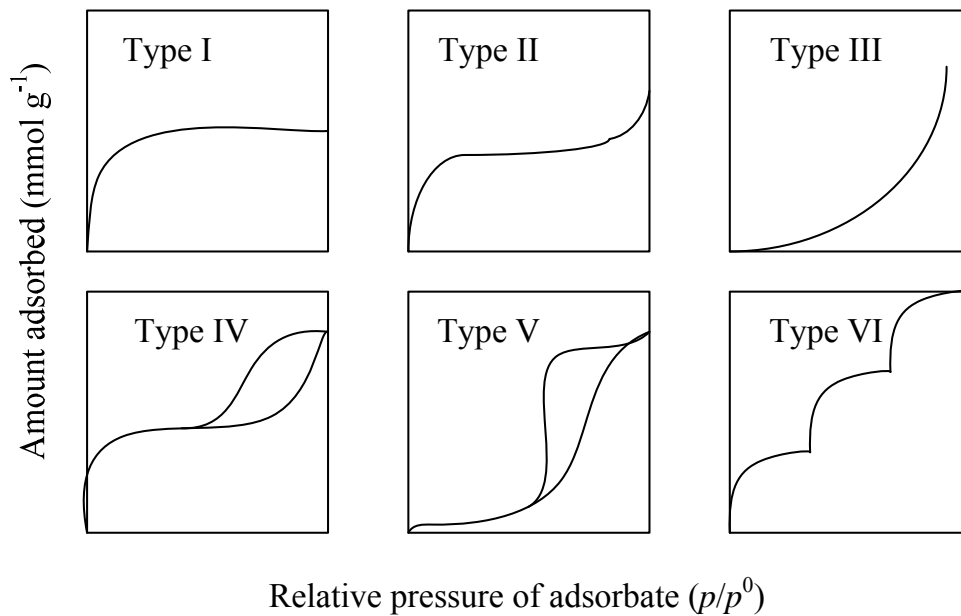 Type I
Type II
Type III
Type IV
Type V
Type VI
Amount adsorbed (mmol g⁻¹)
Relative pressure of adsorbate (p/p⁰)